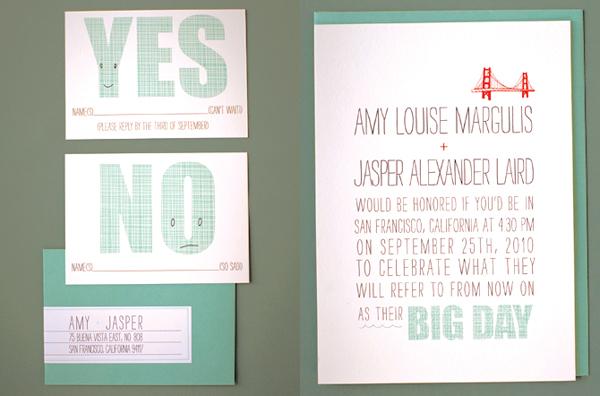 YES
NAME(S) (CAN'T WAIT)
(PLEASE REPLY BY THE THIRD OF SEPTEMBER)
NO
NAME(S) (SO SAD)
AMY + JASPER
75 BUENA VISTA EAST, NO 808
SAN FRANCISCO, CALIFORNIA 94117
AMY LOUISE MARGULIS
+
JASPER ALEXANDER LAIRD
WOULD BE HONORED IF YOU'D BE IN
SAN FRANCISCO, CALIFORNIA AT 4:30 PM
ON SEPTEMBER 25TH, 2010
TO CELEBRATE WHAT THEY
WILL REFER TO FROM NOW ON
AS THEIR BIG DAY